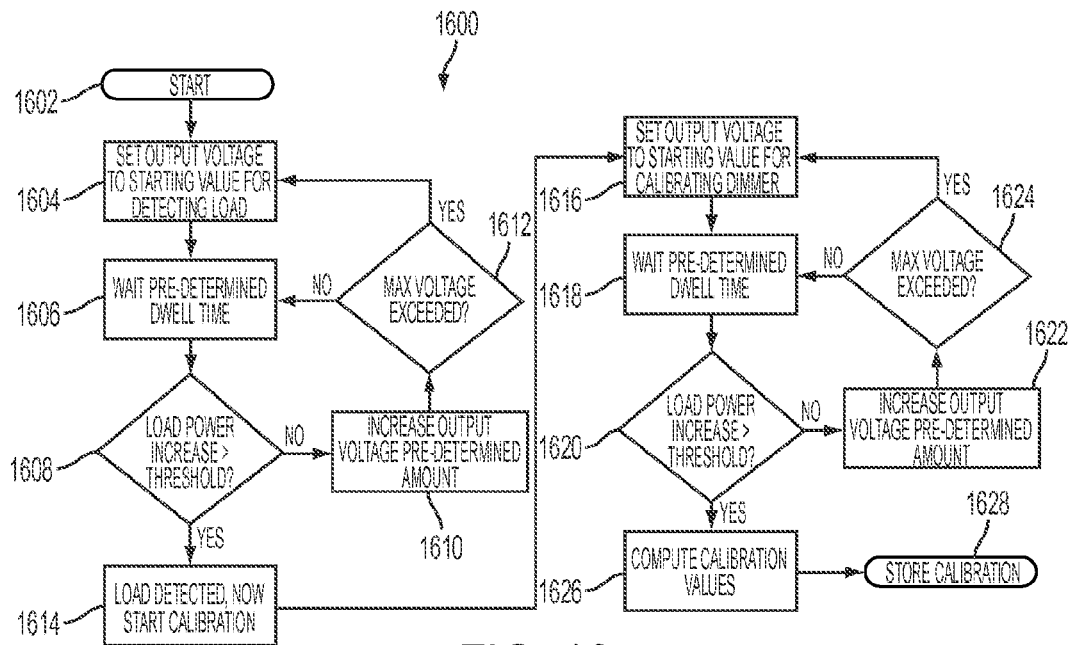 1600
1602
START
1604
SET OUTPUT VOLTAGE
TO STARTING VALUE FOR
DETECTING LOAD
1606
WAIT PRE-DETERMINED
DWELL TIME
1608
LOAD POWER
INCREASE >
THRESHOLD?
NO
INCREASE OUTPUT
VOLTAGE PRE-DETERMINED
AMOUNT
1610
1612
MAX VOLTAGE
EXCEEDED?
YES
NO
YES
1614
LOAD DETECTED, NOW
START CALIBRATION
1616
SET OUTPUT VOLTAGE
TO STARTING VALUE FOR
CALIBRATING DIMMER
1618
WAIT PRE-DETERMINED
DWELL TIME
1620
LOAD POWER
INCREASE >
THRESHOLD?
NO
1622
INCREASE OUTPUT
VOLTAGE PRE-DETERMINED
AMOUNT
1624
MAX VOLTAGE
EXCEEDED?
YES
NO
YES
1626
COMPUTE CALIBRATION
VALUES
1628
STORE CALIBRATION